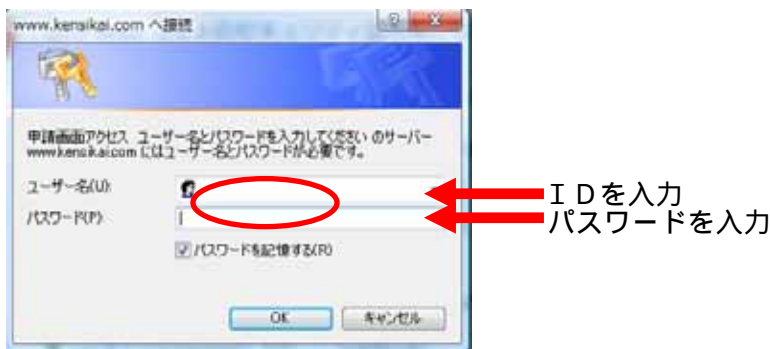 www.kensikai.com へ接続
申請画面アクセス ユーザー名とパスワードを入力してください のサーバー
www.kensikai.com にはユーザー名とパスワードが必要です。
ユーザー名(U):
IDを入力
パスワード(P):
パスワードを入力
パスワードを記憶する(R)
OK
キャンセル